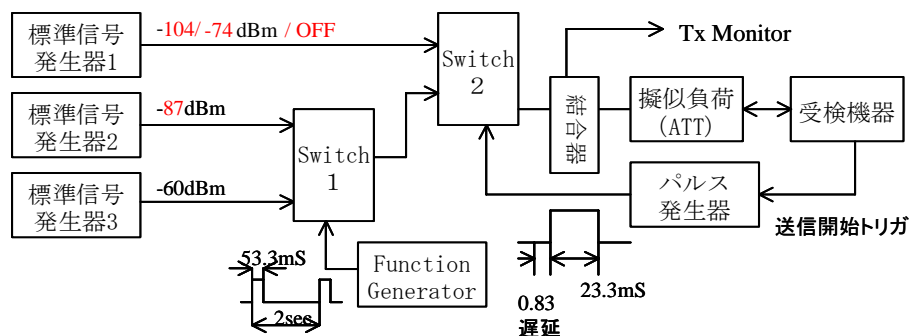 標準信号
発生器1
-104/ -74 dBm / OFF
標準信号
発生器2
-87dBm
標準信号
発生器3
-60dBm
Switch
1
Switch
2
Tx Monitor
結合器
擬似負荷
(ATT)
受検機器
パルス
発生器
送信開始トリガ
Function
Generator
53.3mS
2sec
0.83
遅延
23.3mS